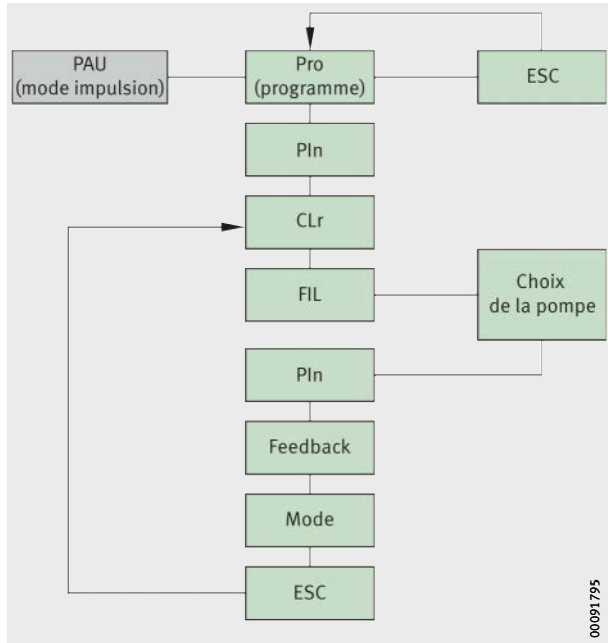 PAU
(mode impulsion)
Pro
(programme)
ESC
PIn
CLr
FIL
Choix
de la pompe
PIn
Feedback
Mode
ESC
00091795